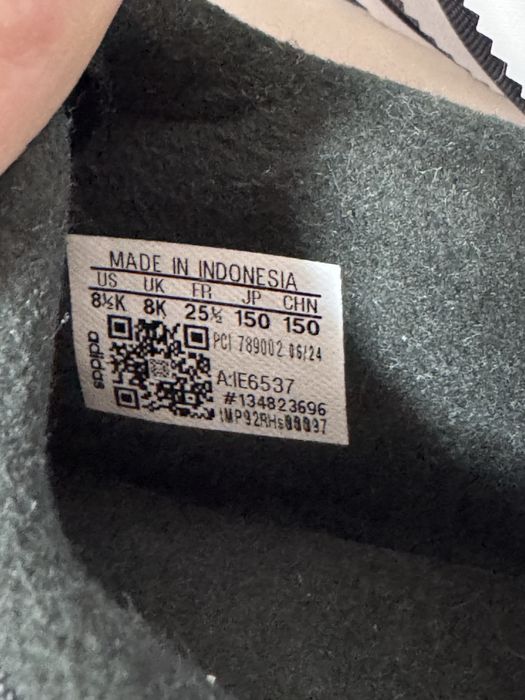 MADE IN INDONESIA
US UK FR JP CHN
8½K 8K 25½ 150 150
adidas
PCI 789002 06/24
A:IE6537
#134823696